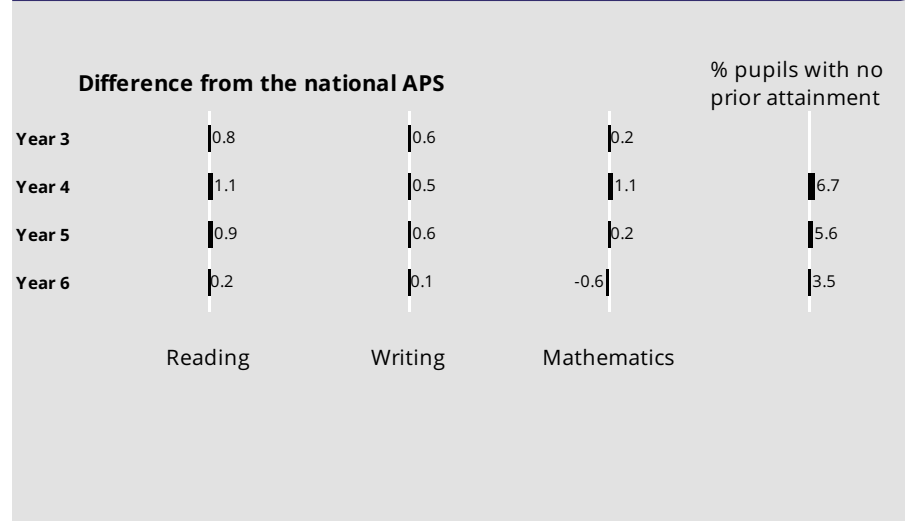 % pupils with no
prior attainment
Difference from the national APS
Year 3 0.8 0.6 0.2
Year 4 1.1 0.5 1.1 6.7
Year 5 0.9 0.6 0.2 5.6
Year 6 0.2 0.1 -0.6 3.5
Reading Writing Mathematics